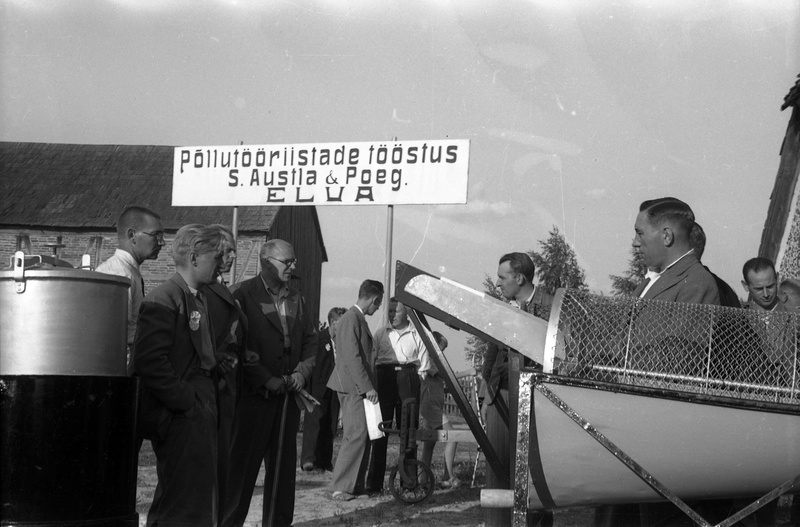 Põllutööriistade tööstus
S. Austla & Poeg.
ELVA